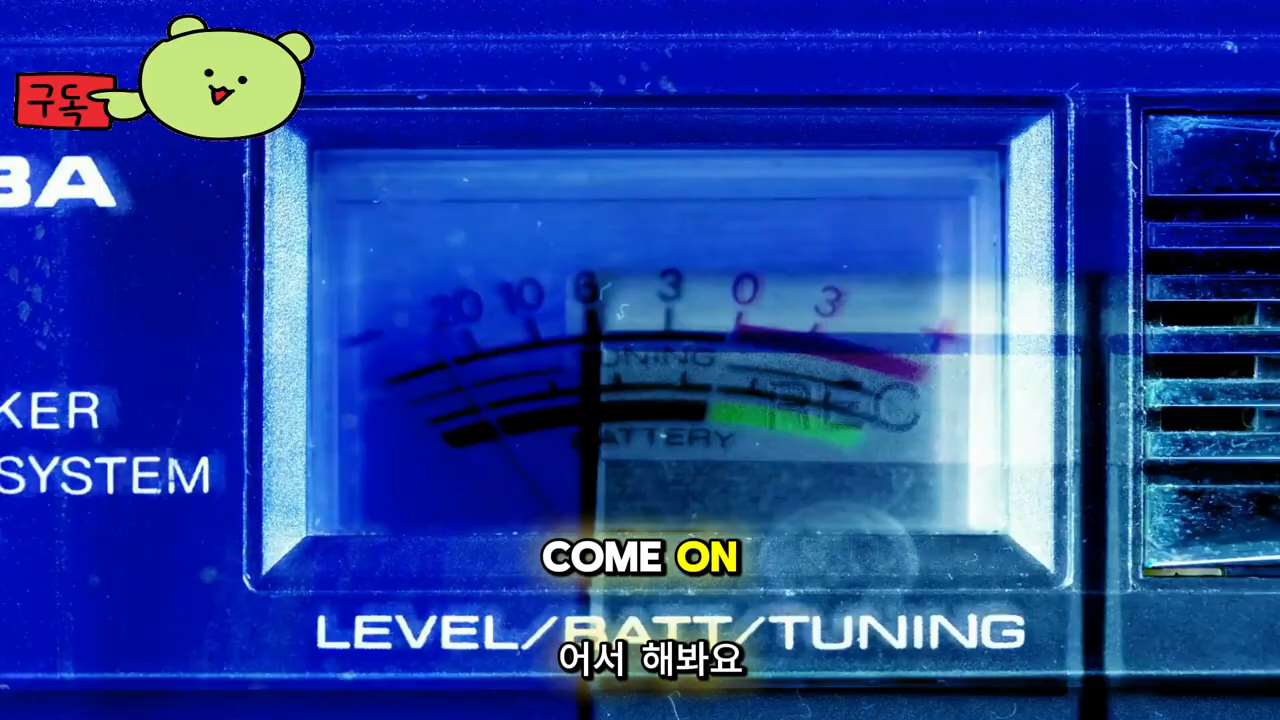 구독
BA
20 10 6 3 0 3
- +
TUNING
REC
BATTERY
KER
SYSTEM
COME ON
LEVEL/BATT/TUNING
어서 해봐요